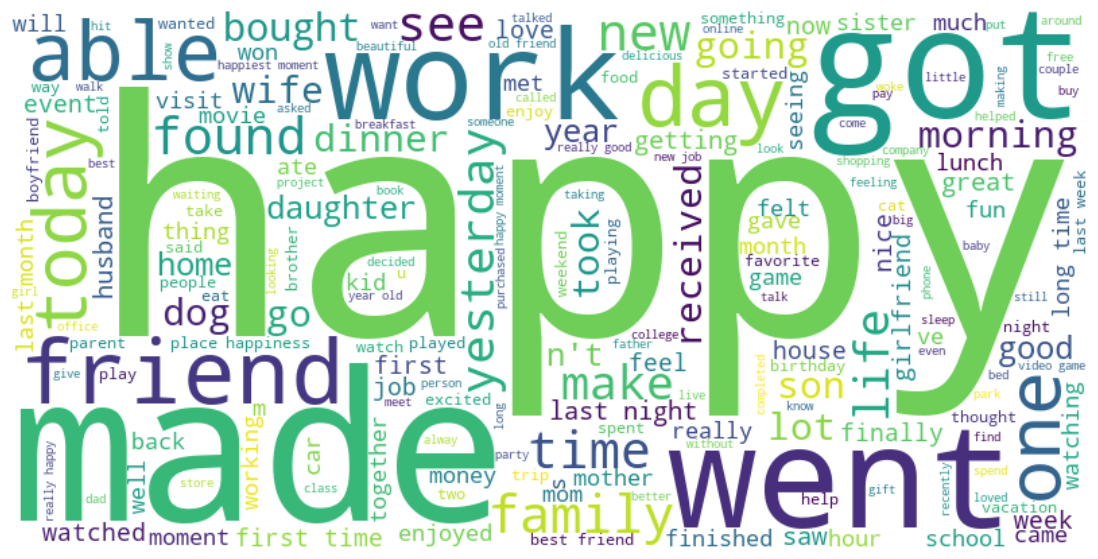 will
hit
wanted
bought
see
love
old friend
new
something
online
now
sister
much
want
put
around
free
couple
able
show
beautiful
talked
won
happiest moment
work
going
got
way
walk
told
event
visit
movie
wife
asked
met
enjoy
called
food
started
day
seeing
woke
little
pay
come
helped
making
buy
boyfriend
best
today
found
dinner
breakfast
someone
year
really good
getting
morning
look
shopping
company
lunch
feeling
great
fun
last week
happy
ate
project
waiting
take
book
thing
daughter
said
home
people
eat
looking
brother
decided
kid
u
year old
husband
last month
girl
office
dog
go
yesterday
happy moment
purchased
weekend
taking
took
playing
received
new job
felt
gave
month
favorite
game
talk
cat
big
nice
girlfriend
baby
phone
long time
still
parent
place
happiness
watch
played
college
father
n't
feel
house
birthday
life
ve
sleep
even
night
good
bed
video game
friend
give
play
first
job
person
excited
meet
make
live
son
completed
know
park
one
watching
last night
long
made
m
working
back
well
car
together
alway
class
money
two
party
time
spent
really
without
lot
finally
thought
find
went
really happy
dad
store
trip
s
mom
mother
family
better
help
gift
spend
recently
loved
vacation
week
watched
moment
first time
enjoyed
best friend
finished
saw
hour
school
came